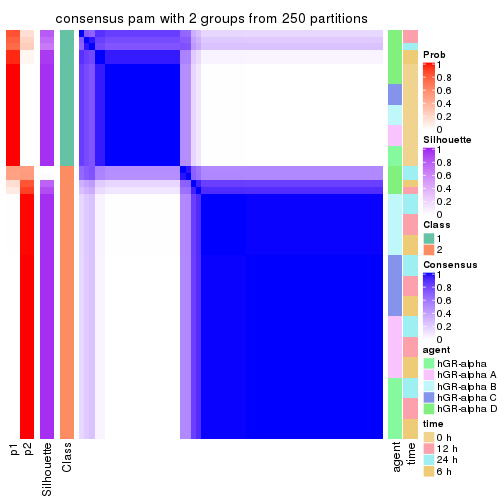 consensus pam with 2 groups from 250 partitions
Prob
1
0.8
0.6
0.4
0.2
0
Silhouette
1
0.8
0.6
0.4
0.2
0
Class
1
2
Consensus
1
0.8
0.6
0.4
0.2
0
agent
hGR-alpha
hGR-alpha A
hGR-alpha B
hGR-alpha C
hGR-alpha D
time
0 h
12 h
24 h
6 h
p1
p2
Silhouette
Class
agent
time